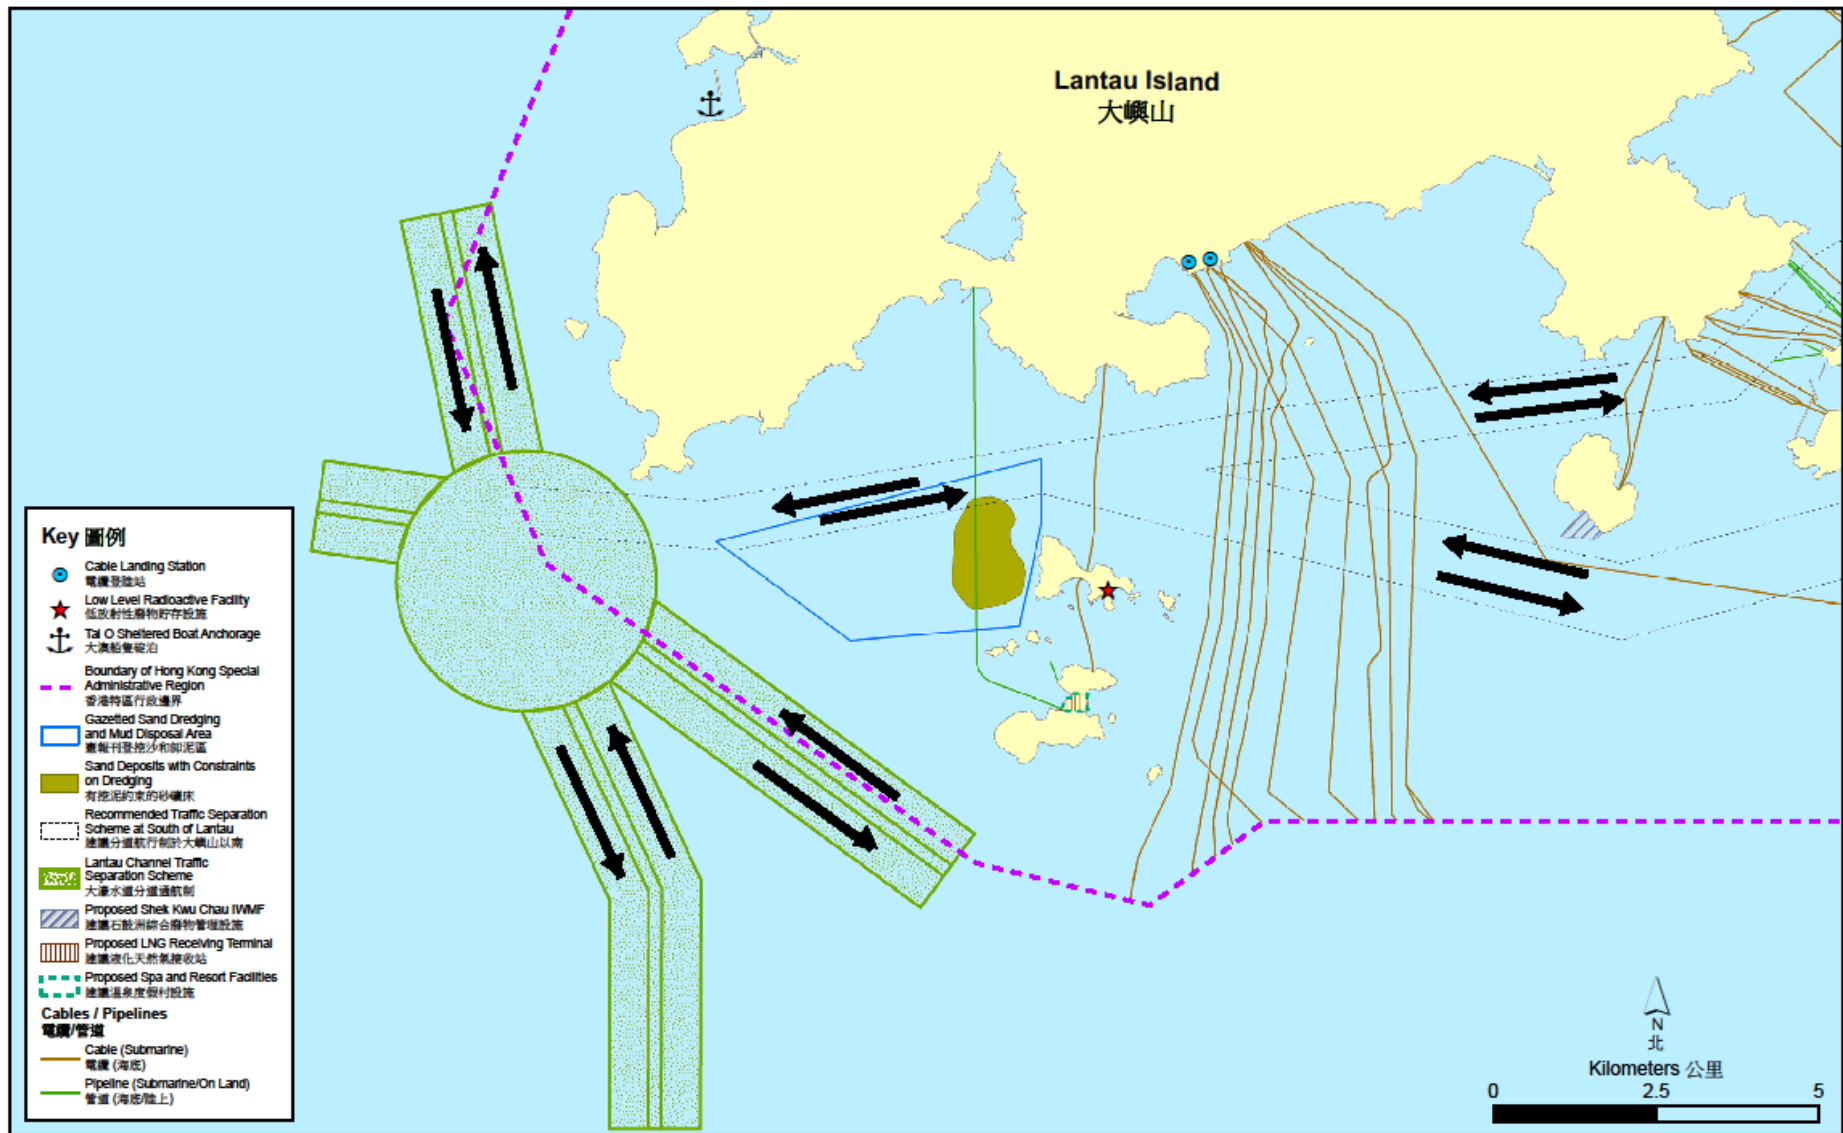 Lantau Island
大嶼山
Key 圖例
Cable Landing Station
電纜登陸站
Low Level Radioactive Facility
低放射性廢物貯存設施
Tai O Sheltered Boat Anchorage
大澳船隻碇泊
Boundary of Hong Kong Special
Administrative Region
香港特區行政邊界
Gazetted Sand Dredging
and Mud Disposal Area
憲報刊登挖沙和卸泥區
Sand Deposits with Constraints
on Dredging
有挖泥約束的砂礦床
Recommended Traffic Separation
Scheme at South of Lantau
建議分道航行制於大嶼山以南
Lantau Channel Traffic
Separation Scheme
大濠水道分道通航制
Proposed Shek Kwu Chau IWMF
建議石鼓洲綜合廢物管理設施
Proposed LNG Receiving Terminal
建議液化天然氣接收站
Proposed Spa and Resort Facilities
建議溫泉度假村設施
Cables / Pipelines
電纜/管道
Cable (Submarine)
電纜 (海底)
Pipeline (Submarine/On Land)
管道 (海底/陸上)
N
北
Kilometers 公里
0 2.5 5